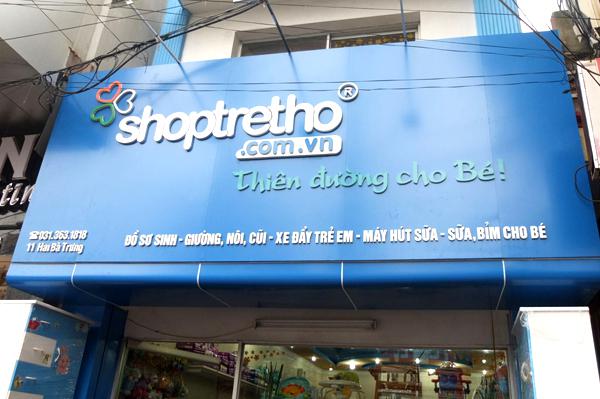 shoptretho®
.com.vn
Thiên đường cho Bé!
☎031.363.1818
11 Hai Bà Trưng
ĐỒ SƠ SINH - GIƯỜNG, NÔI, CŨI - XE ĐẨY TRẺ EM - MÁY HÚT SỮA - SỮA, BỈM CHO BÉ